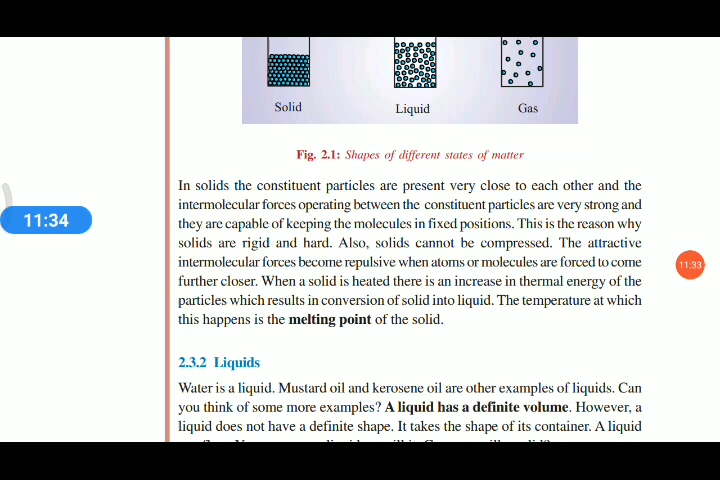 Solid
Liquid
Gas
Fig. 2.1: Shapes of different states of matter
In solids the constituent particles are present very close to each other and the
intermolecular forces operating between the constituent particles are very strong and
they are capable of keeping the molecules in fixed positions. This is the reason why
solids are rigid and hard. Also, solids cannot be compressed. The attractive
intermolecular forces become repulsive when atoms or molecules are forced to come
further closer. When a solid is heated there is an increase in thermal energy of the
particles which results in conversion of solid into liquid. The temperature at which
this happens is the melting point of the solid.
11:34
11:33
2.3.2 Liquids
Water is a liquid. Mustard oil and kerosene oil are other examples of liquids. Can
you think of some more examples? A liquid has a definite volume. However, a
liquid does not have a definite shape. It takes the shape of its container. A liquid